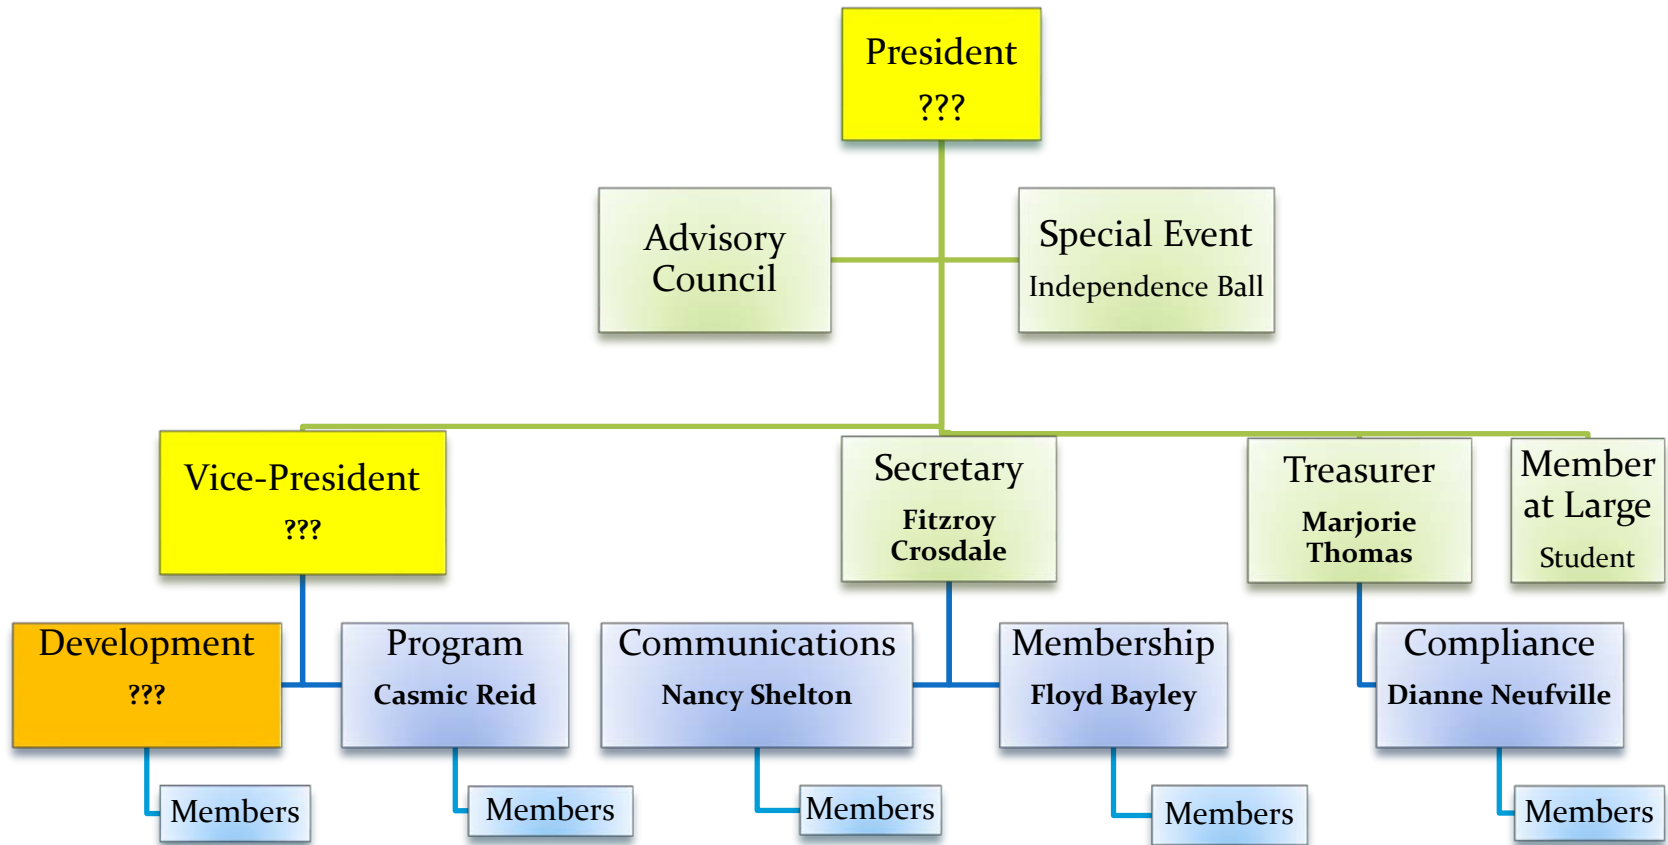 President
???
Advisory
Council
Special Event
Independence Ball
Vice-President
???
Secretary
Fitzroy
Crosdale
Treasurer
Marjorie
Thomas
Member
at Large
Student
Development
???
Program
Casmic Reid
Communications
Nancy Shelton
Membership
Floyd Bayley
Compliance
Dianne Neufville
Members
Members
Members
Members
Members